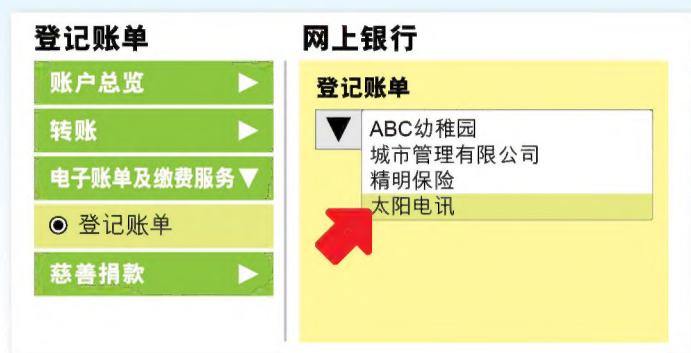 登记账单
账户总览
转账
电子账单及缴费服务
登记账单
慈善捐款
网上银行
登记账单
ABC幼稚园
城市管理有限公司
精明保险
太阳电讯